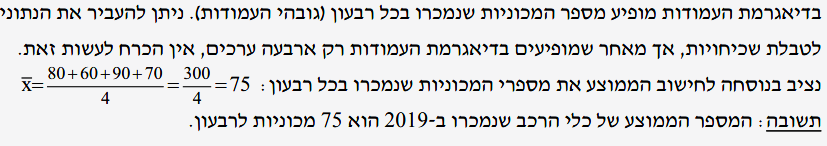 בדיאגרמת העמודות מופיע מספר המכוניות שנמכרו בכל רבעון (גובהי העמודות). ניתן להעביר את הנתוני
לטבלת שכיחויות, אך מאחר שמופיעים בדיאגרמת העמודות רק ארבעה ערכים, אין הכרח לעשות זאת.
נציב בנוסחה לחישוב הממוצע את מספרי המכוניות שנמכרו בכל רבעון: x̅=\frac{80+60+90+70}{4}=\frac{300}{4}=75
תשובה: המספר הממוצע של כלי הרכב שנמכרו ב-2019 הוא 75 מכוניות לרבעון.